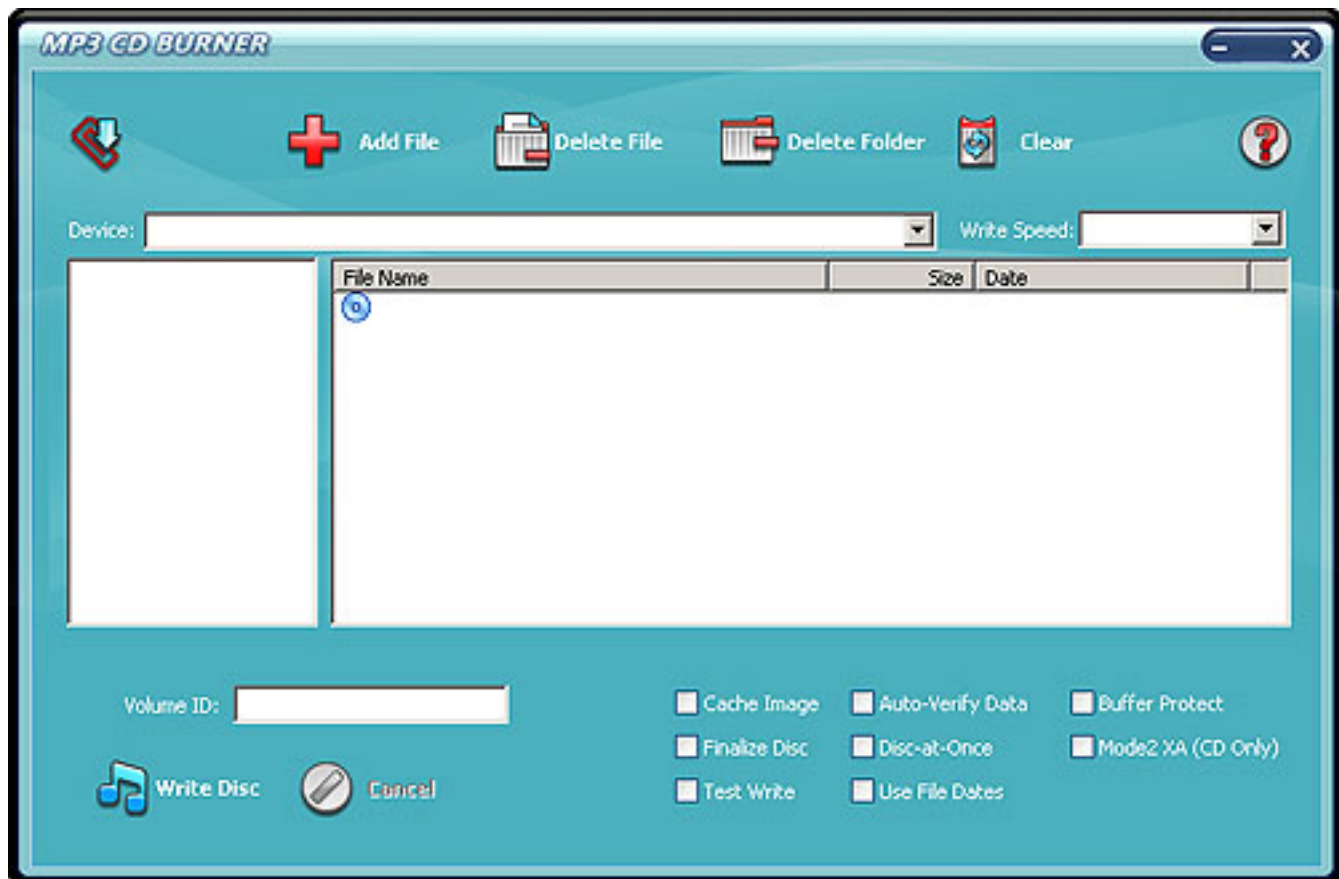 MP3 CD BURNER
Add File Delete File Delete Folder Clear
Device: Write Speed:
File Name Size Date
Volume ID:
Cache Image Auto-Verify Data Buffer Protect
Finalize Disc Disc-at-Once Mode2 XA (CD Only)
Test Write Use File Dates
Write Disc Cancel